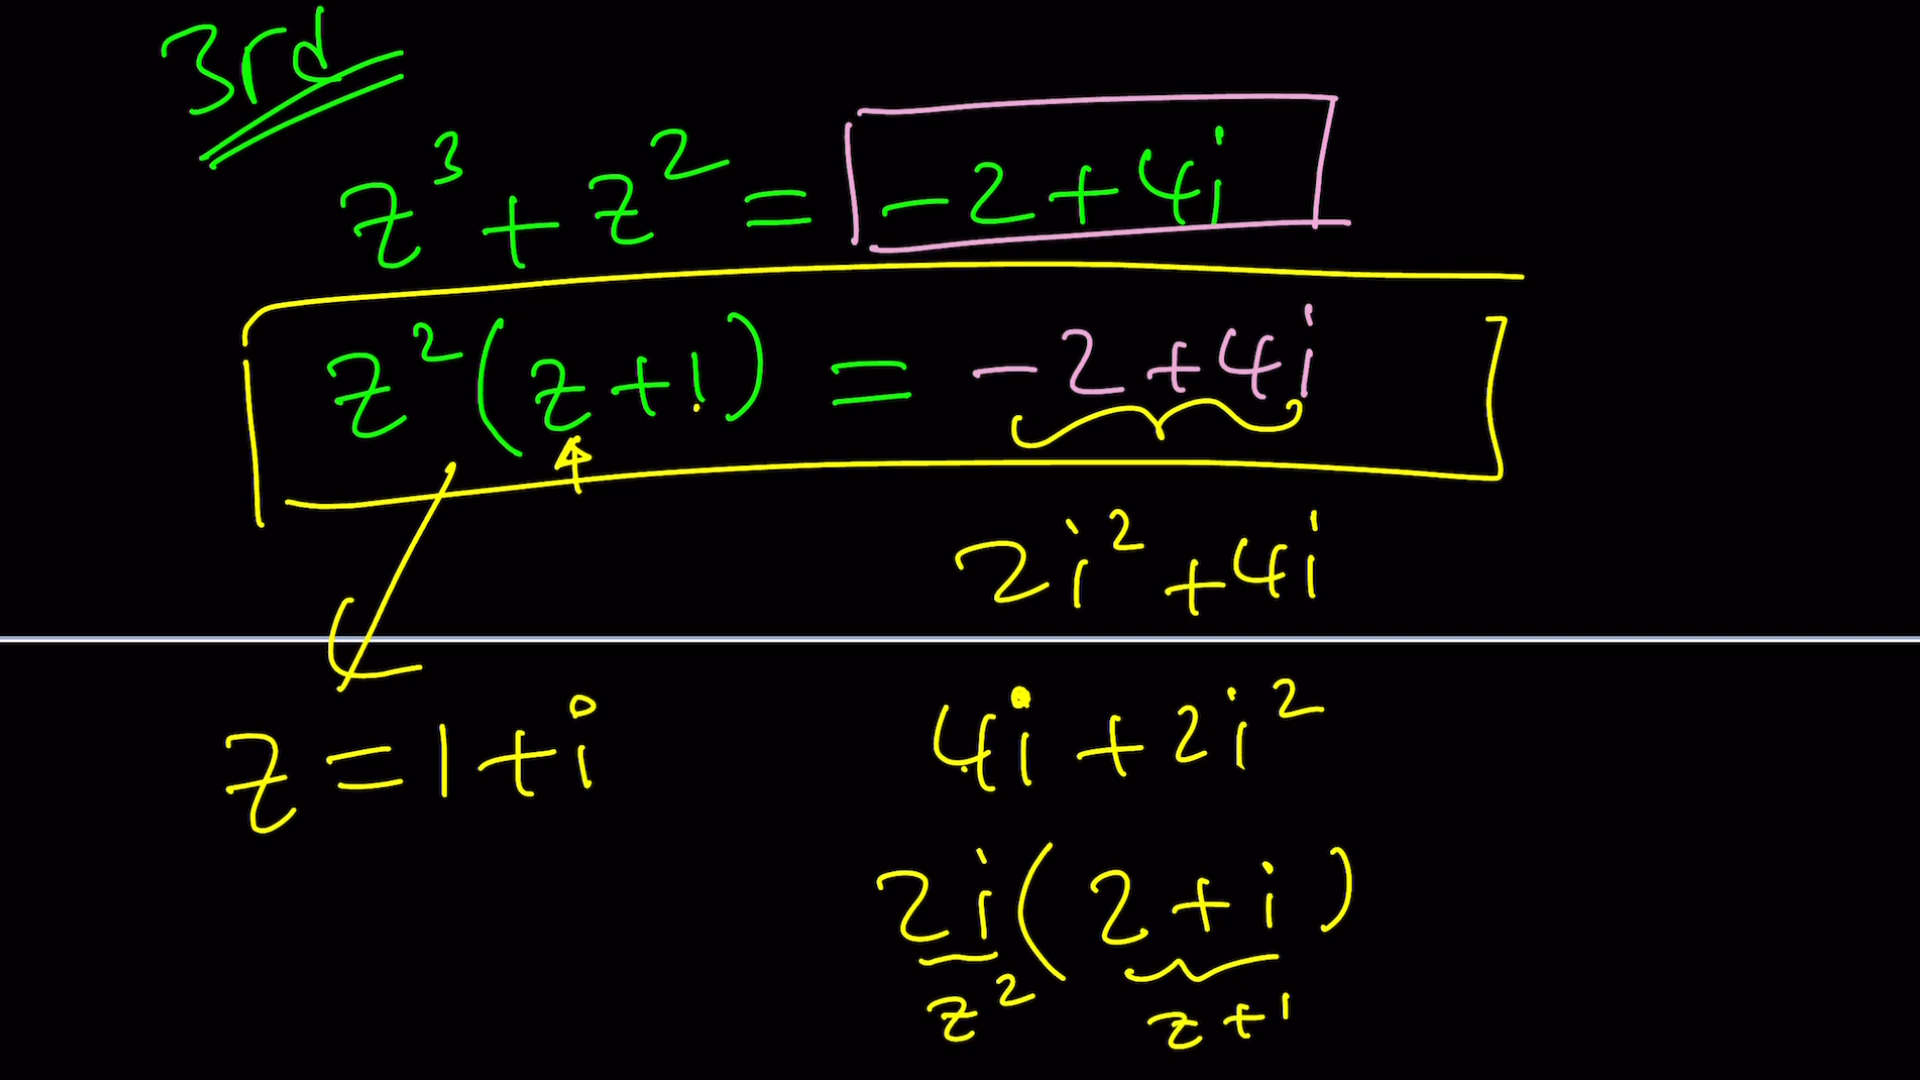 3rd
z³ + z² = -2 + 4i
z²(z + 1) = -2 + 4i
2i² + 4i
z = 1 + i
4i + 2i²
2i(2 + i)
z² z + 1